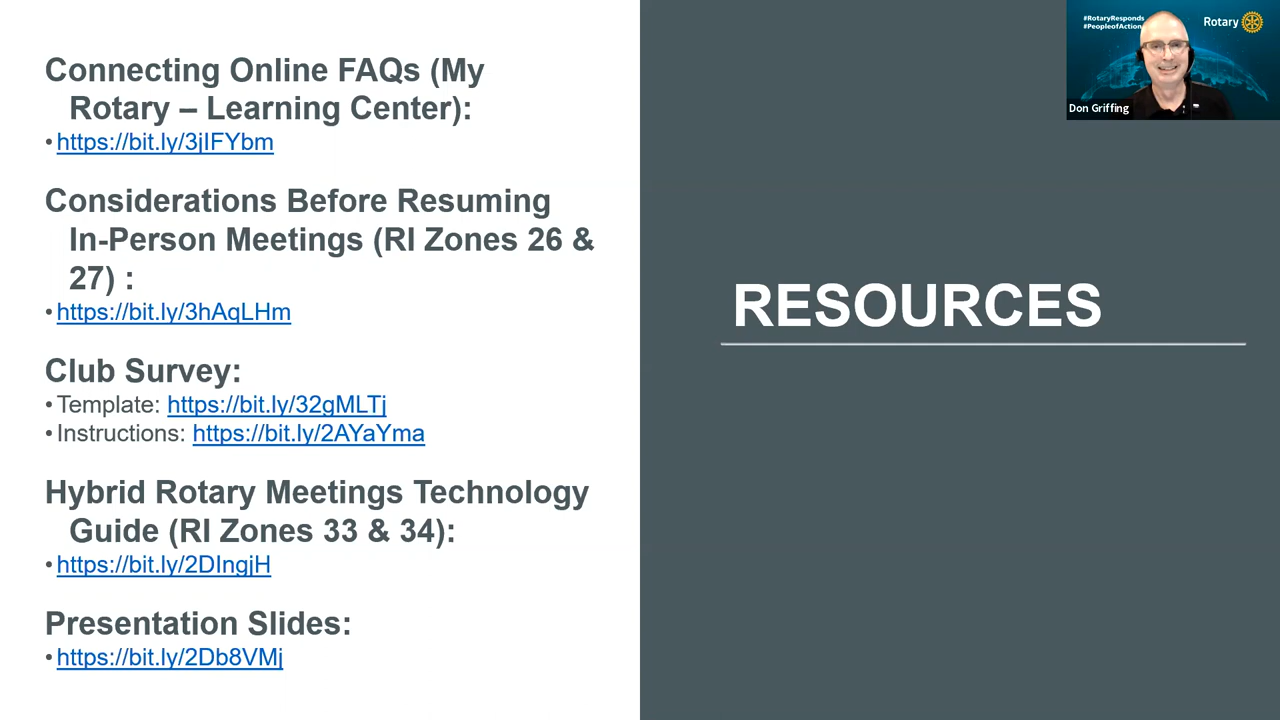 Connecting Online FAQs (My
Rotary – Learning Center):
• https://bit.ly/3jIFYbm
Considerations Before Resuming
In-Person Meetings (RI Zones 26 &
27) :
• https://bit.ly/3hAqLHm
Club Survey:
• Template: https://bit.ly/32gMLTj
• Instructions: https://bit.ly/2AYaYma
Hybrid Rotary Meetings Technology
Guide (RI Zones 33 & 34):
• https://bit.ly/2DIngjH
Presentation Slides:
• https://bit.ly/2Db8VMj
RESOURCES
#RotaryResponds
#PeopleofAction
Rotary
Don Griffing